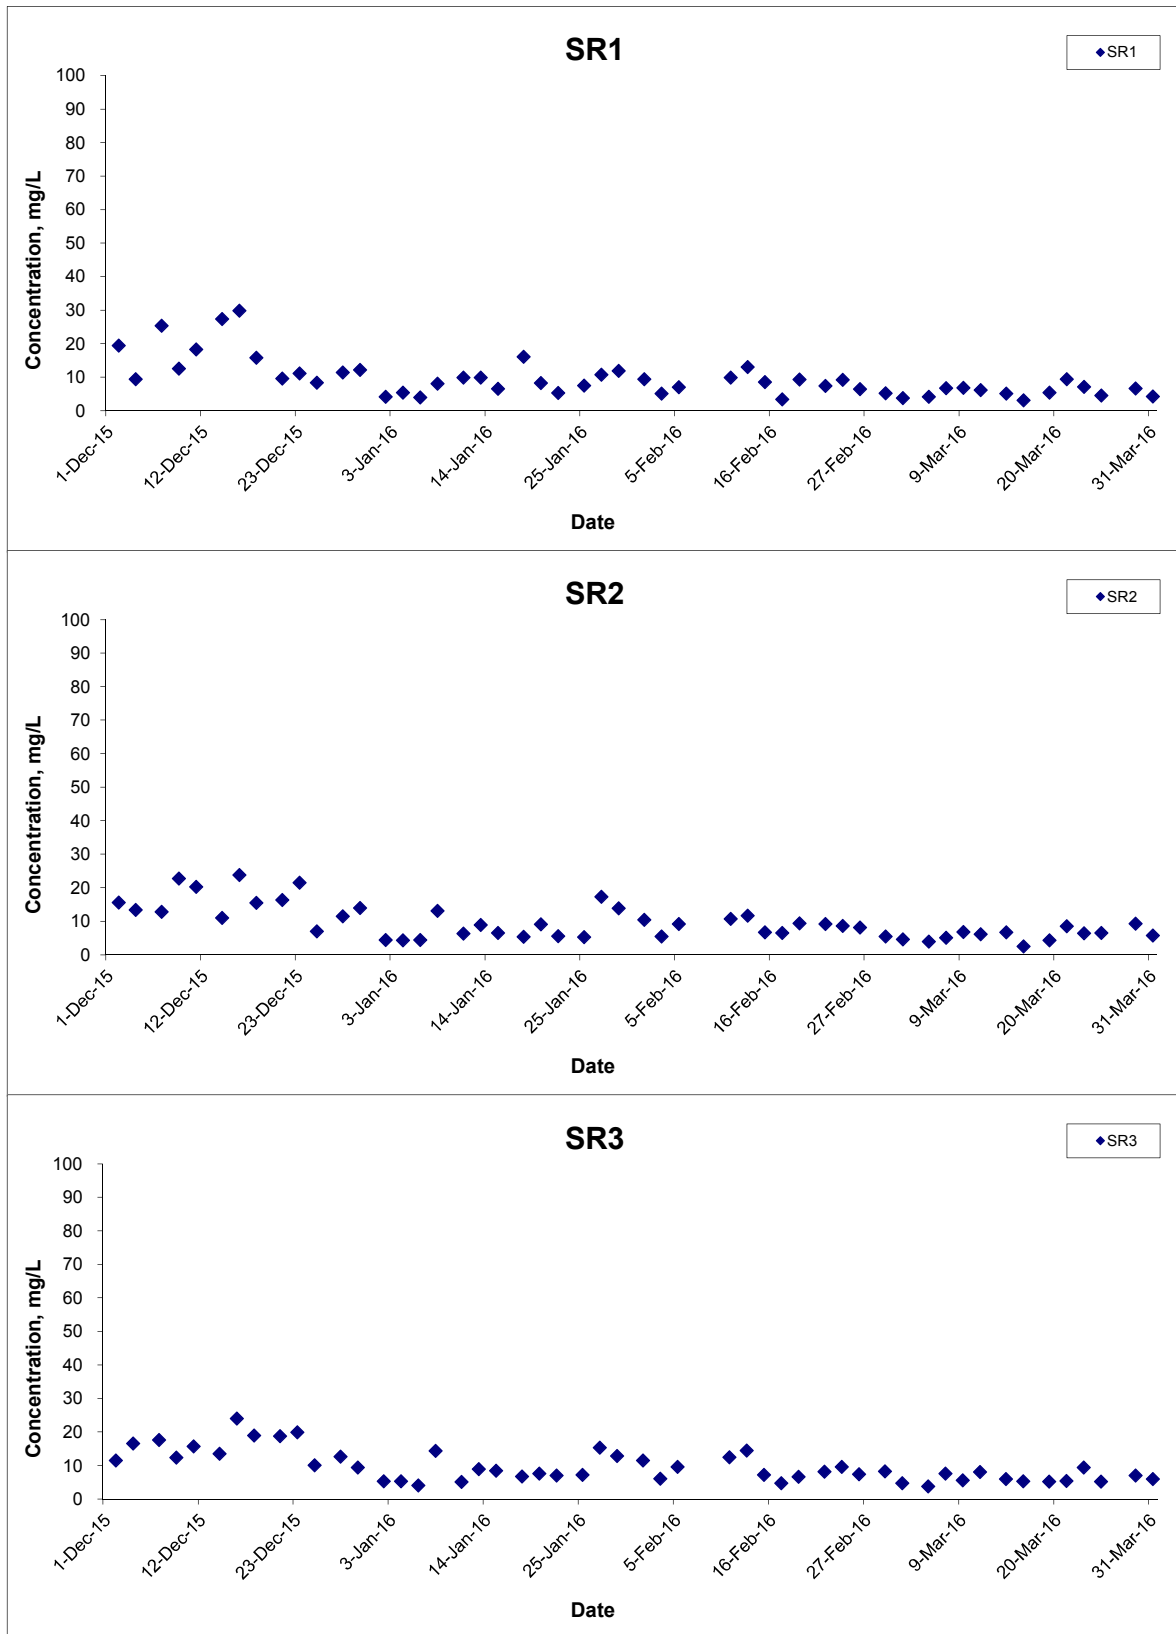 SR1
SR1
100
90
80
70
60
50
40
30
20
10
0
Concentration, mg/L
1-Dec-15
12-Dec-15
23-Dec-15
3-Jan-16
14-Jan-16
25-Jan-16
5-Feb-16
16-Feb-16
27-Feb-16
9-Mar-16
20-Mar-16
31-Mar-16
Date
SR2
SR2
100
90
80
70
60
50
40
30
20
10
0
Concentration, mg/L
1-Dec-15
12-Dec-15
23-Dec-15
3-Jan-16
14-Jan-16
25-Jan-16
5-Feb-16
16-Feb-16
27-Feb-16
9-Mar-16
20-Mar-16
31-Mar-16
Date
SR3
SR3
100
90
80
70
60
50
40
30
20
10
0
Concentration, mg/L
1-Dec-15
12-Dec-15
23-Dec-15
3-Jan-16
14-Jan-16
25-Jan-16
5-Feb-16
16-Feb-16
27-Feb-16
9-Mar-16
20-Mar-16
31-Mar-16
Date